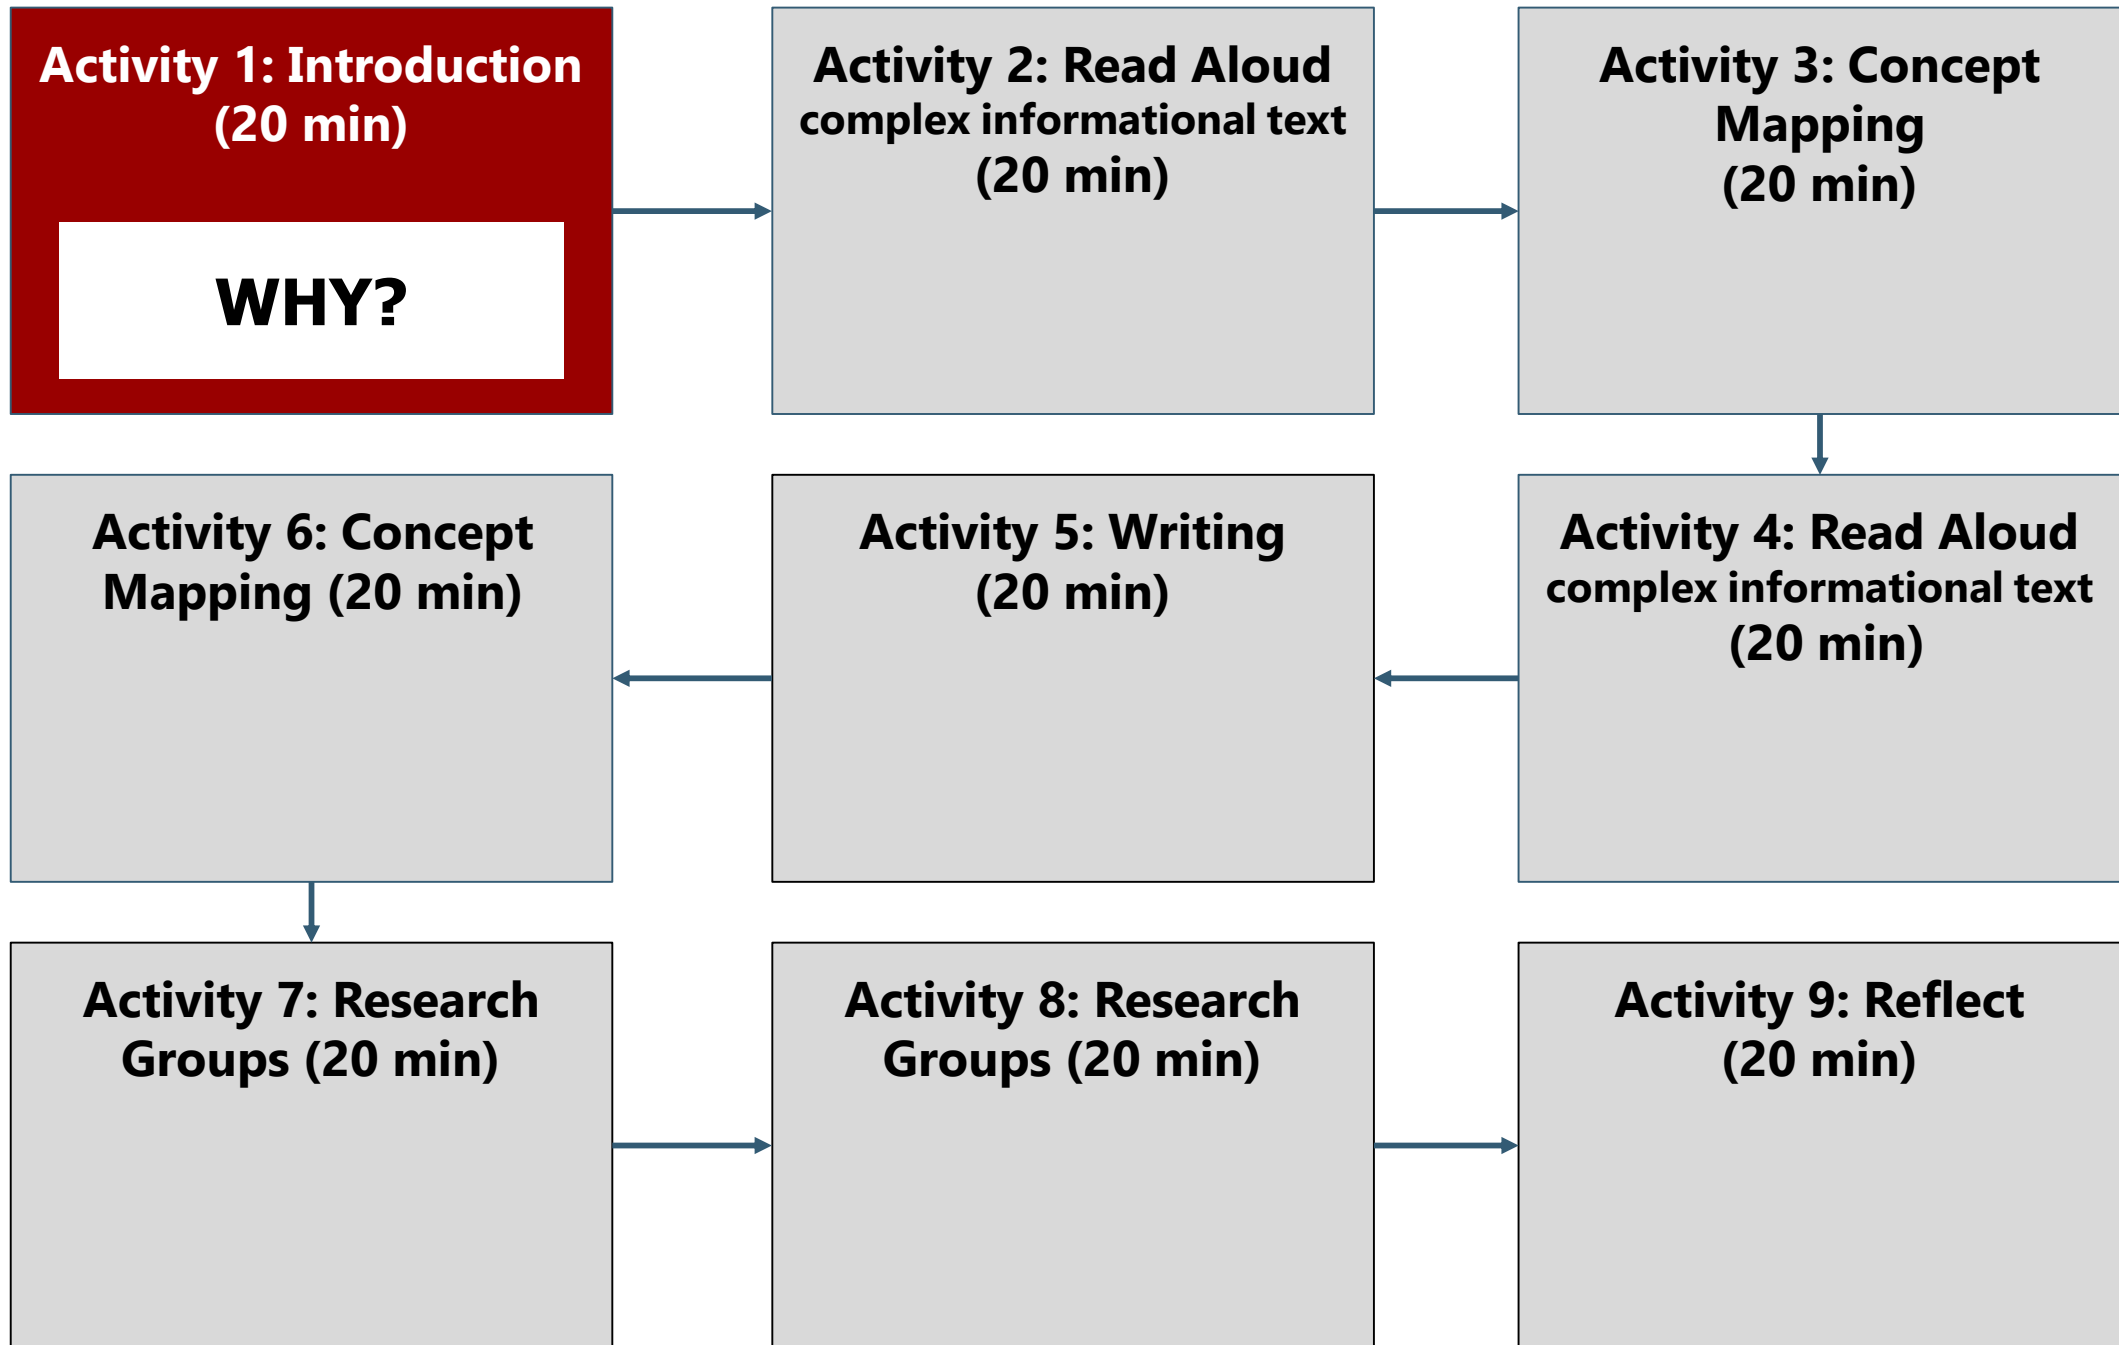 Activity 1: Introduction
(20 min)
WHY?
Activity 2: Read Aloud
complex informational text
(20 min)
Activity 3: Concept
Mapping
(20 min)
Activity 4: Read Aloud
complex informational text
(20 min)
Activity 5: Writing
(20 min)
Activity 6: Concept
Mapping (20 min)
Activity 7: Research
Groups (20 min)
Activity 8: Research
Groups (20 min)
Activity 9: Reflect
(20 min)